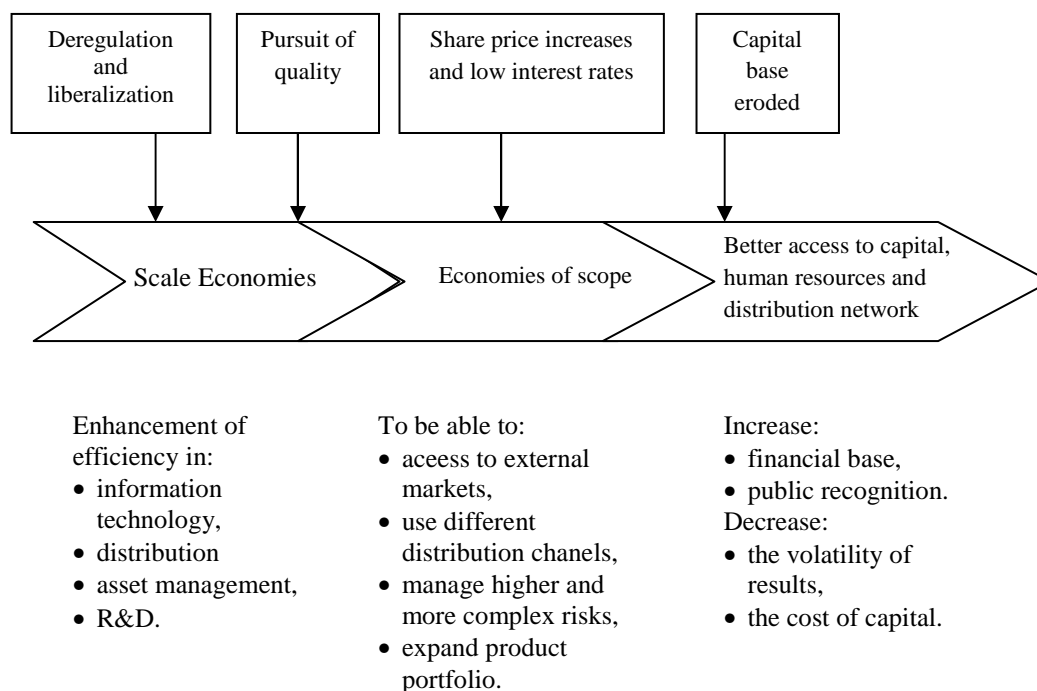 Deregulation
and
liberalization
Pursuit of
quality
Share price increases
and low interest rates
Capital
base
eroded
Scale Economies
Economies of scope
Better access to capital,
human resources and
distribution network
Enhancement of
efficiency in:
• information
technology,
• distribution
• asset management,
• R&D.
To be able to:
• aceess to external
markets,
• use different
distribution chanels,
• manage higher and
more complex risks,
• expand product
portfolio.
Increase:
• financial base,
• public recognition.
Decrease:
• the volatility of
results,
• the cost of capital.